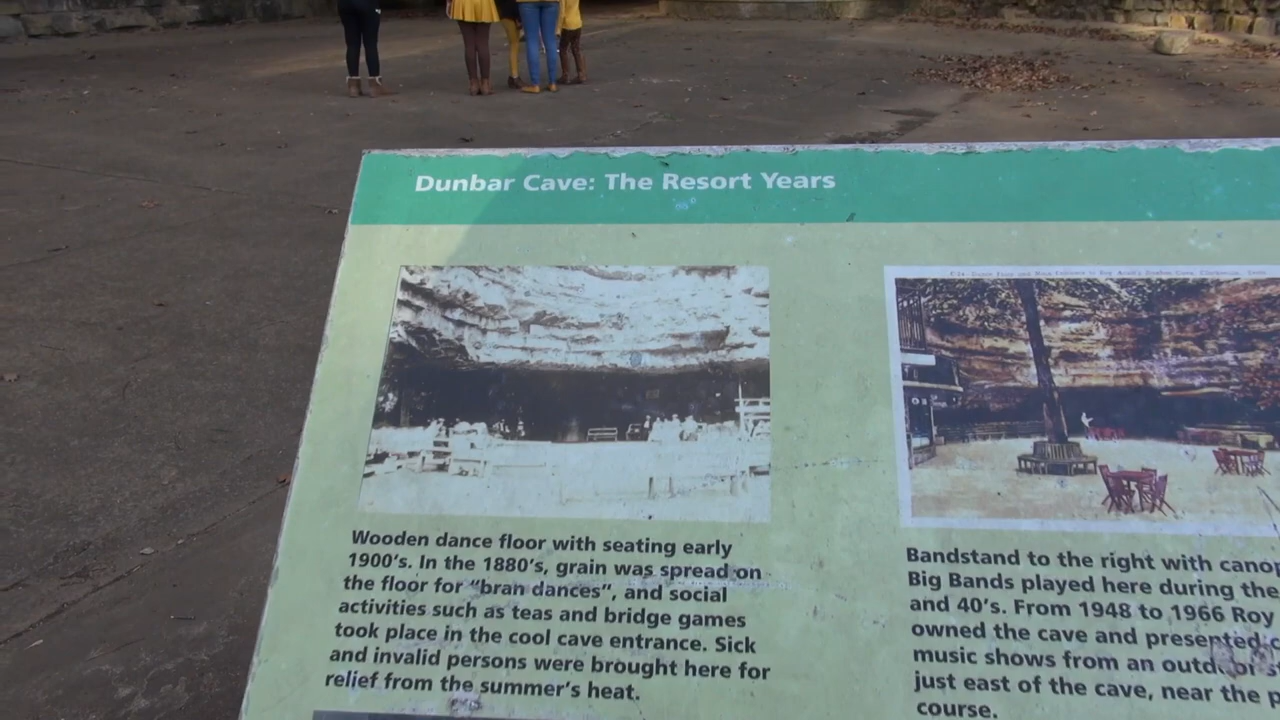 Dunbar Cave: The Resort Years
Wooden dance floor with seating early
1900's. In the 1880's, grain was spread on
the floor for "bran dances", and social
activities such as teas and bridge games
took place in the cool cave entrance. Sick
and invalid persons were brought here for
relief from the summer's heat.
Bandstand to the right with canop
Big Bands played here during the
and 40's. From 1948 to 1966 Roy
owned the cave and presented
music shows from an outdoor s
just east of the cave, near the p
course.